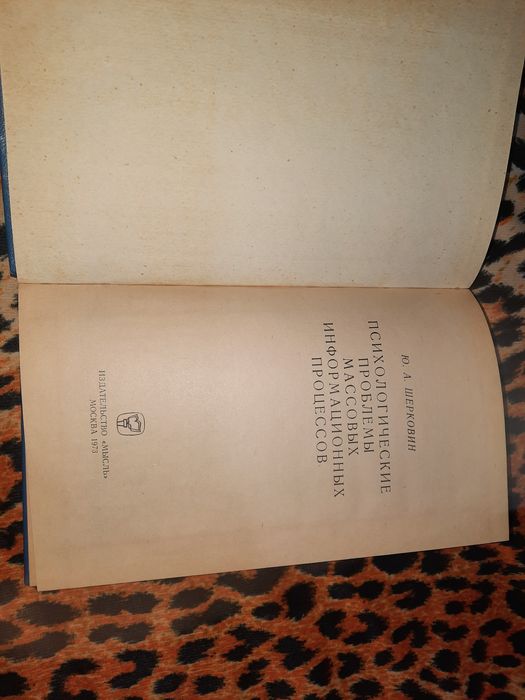 Ю. А. ШЕРКОВИН
ПСИХОЛОГИЧЕСКИЕ
ПРОБЛЕМЫ
МАССОВЫХ
ИНФОРМАЦИОННЫХ
ПРОЦЕССОВ
ИЗДАТЕЛЬСТВО «МЫСЛЬ»
МОСКВА 1973